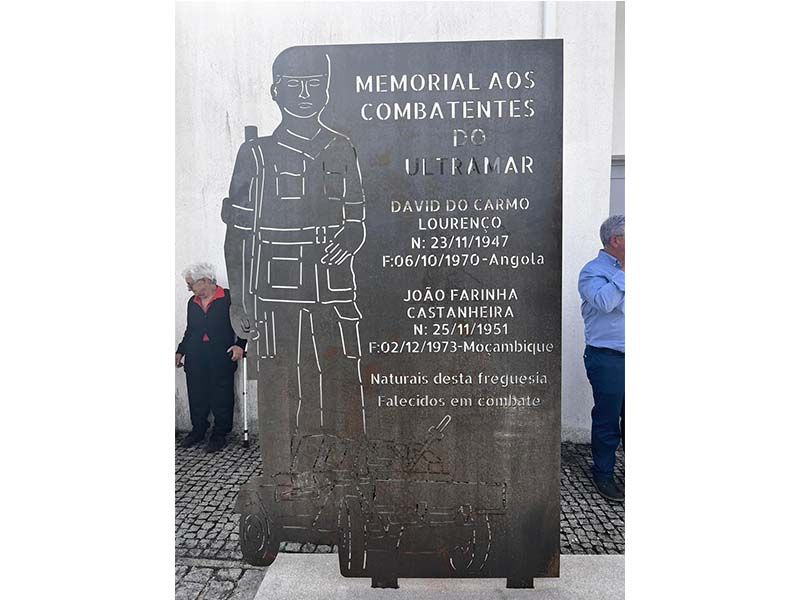 MEMORIAL AOS
COMBATENTES
DO
ULTRAMAR
DAVID DO CARMO
LOURENÇO
N: 23/11/1947
F:06/10/1970-Angola
JOÃO FARINHA
CASTANHEIRA
N: 25/11/1951
F:02/12/1973-Moçambique
Naturais desta freguesia
Falecidos em combate